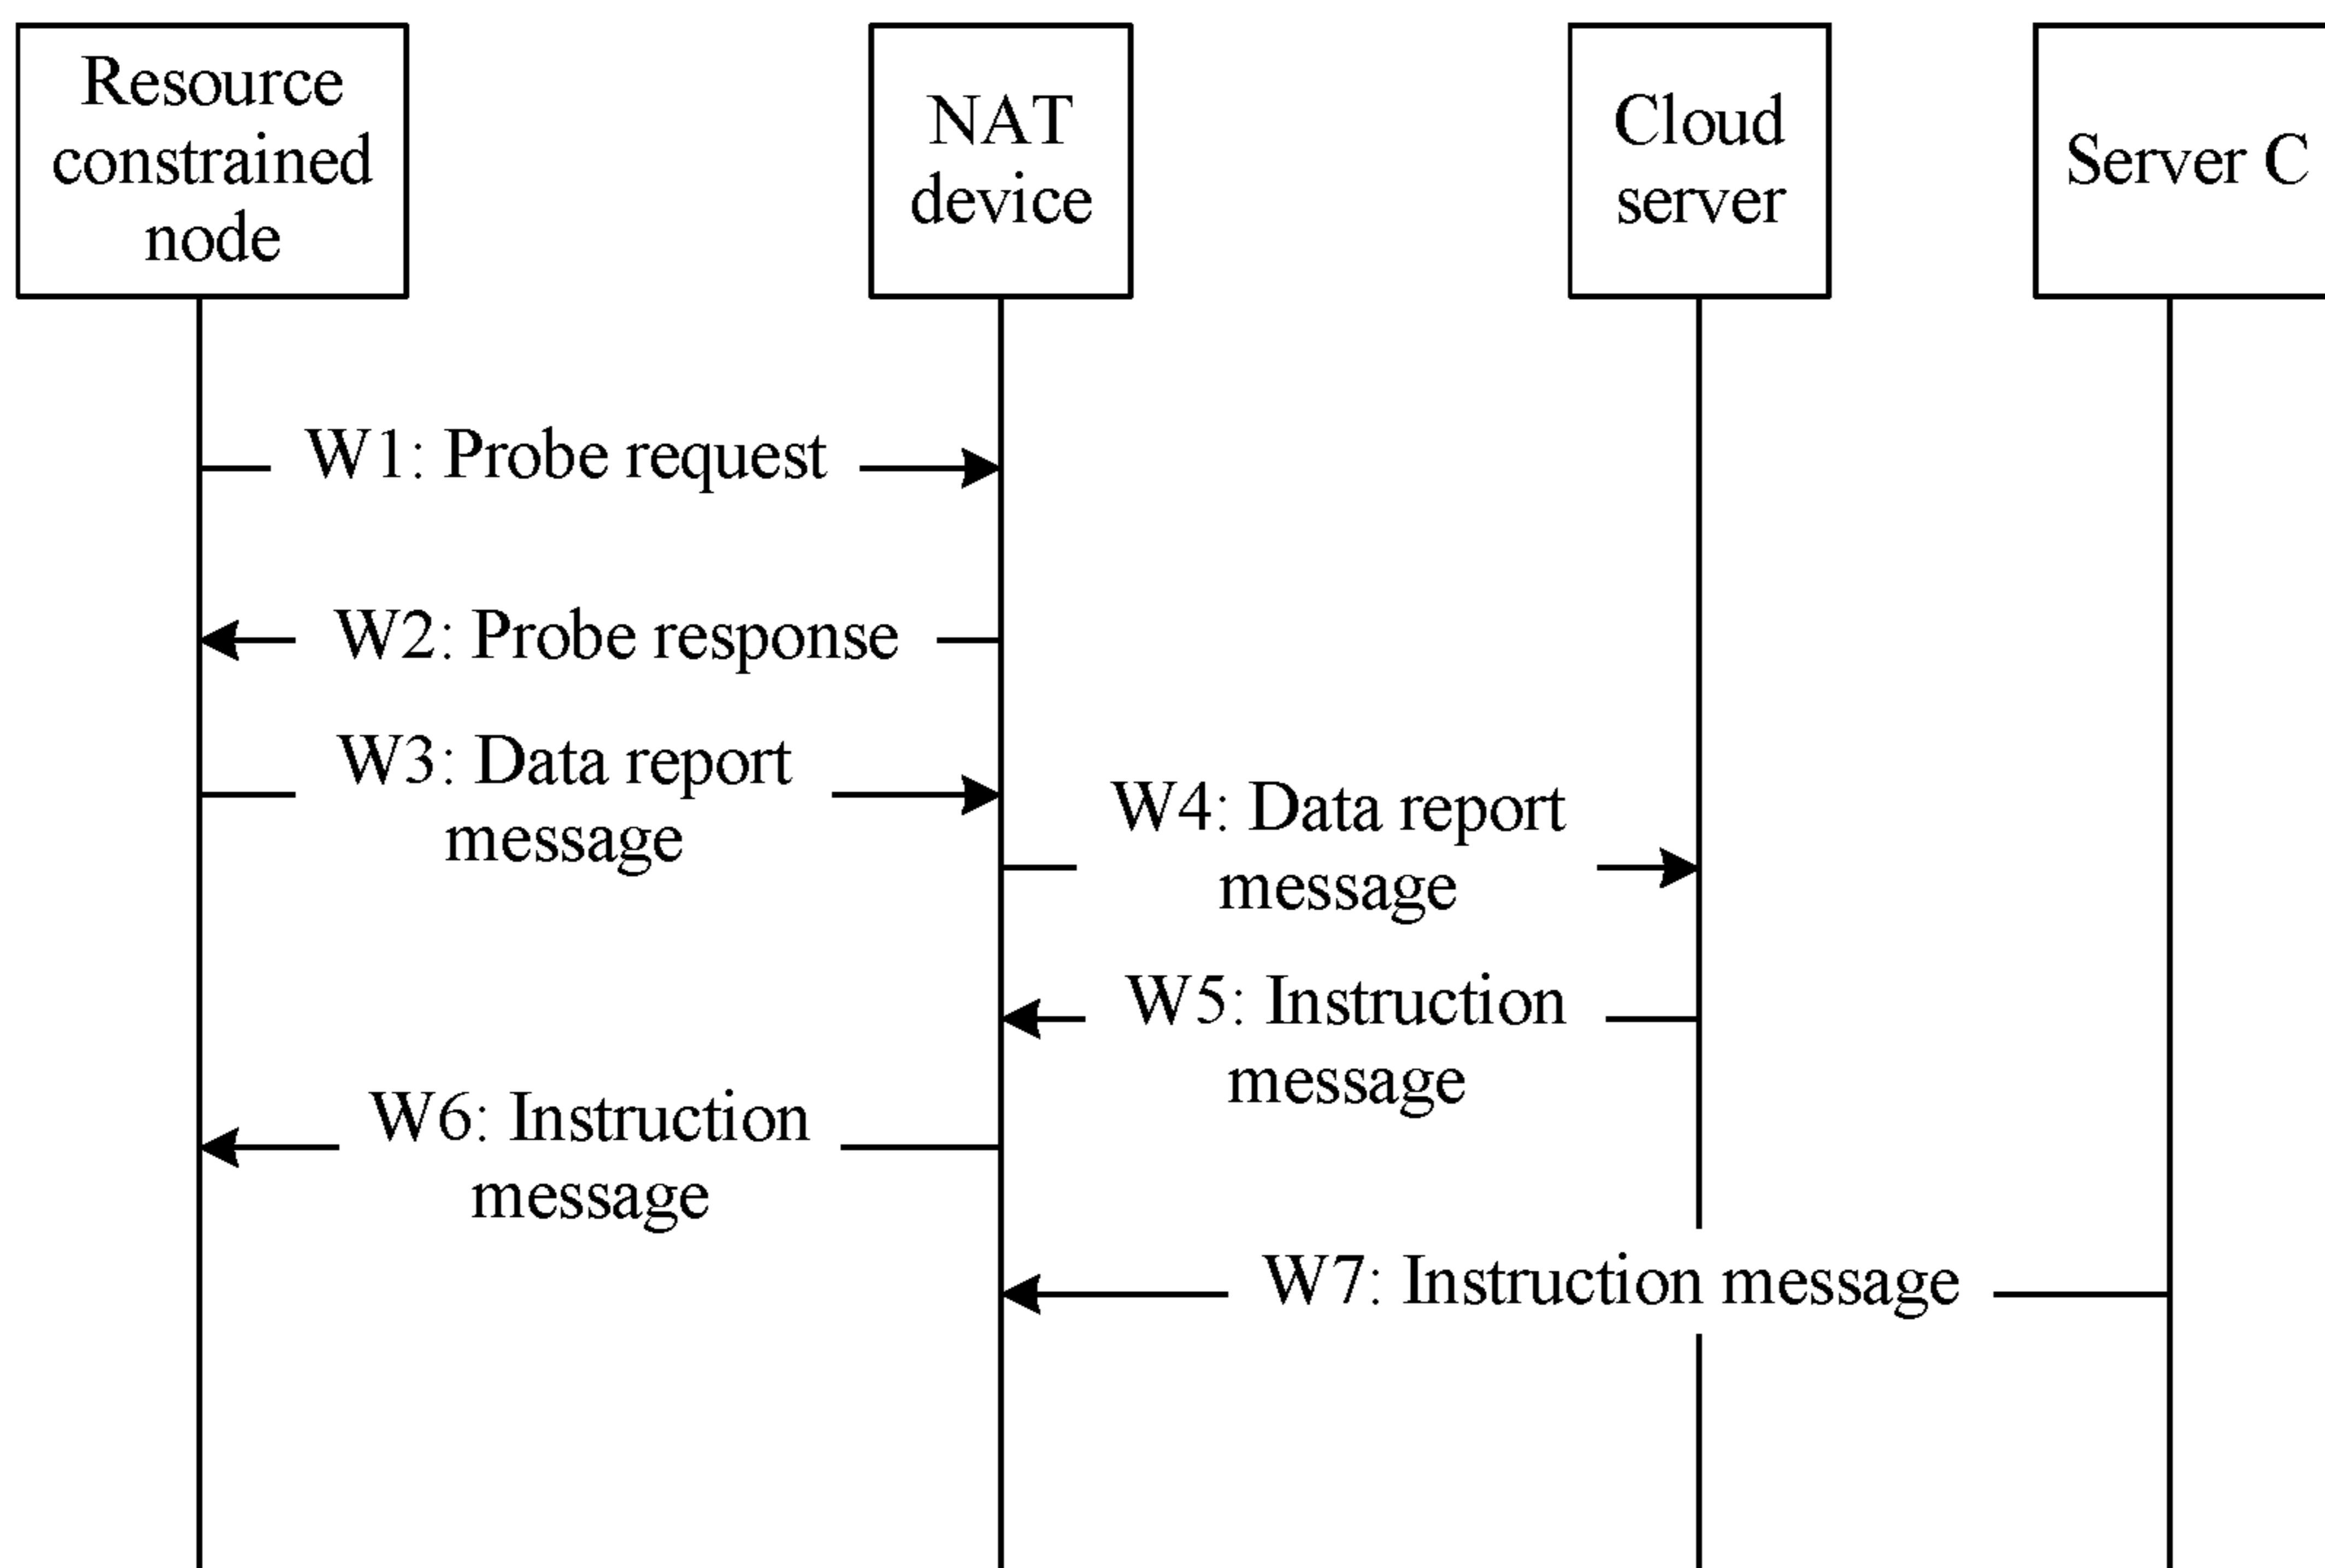 Resource
constrained
node
NAT
device
Cloud
server
Server C
W1: Probe request
W2: Probe response
W3: Data report
message
W4: Data report
message
W5: Instruction
message
W6: Instruction
message
W7: Instruction message